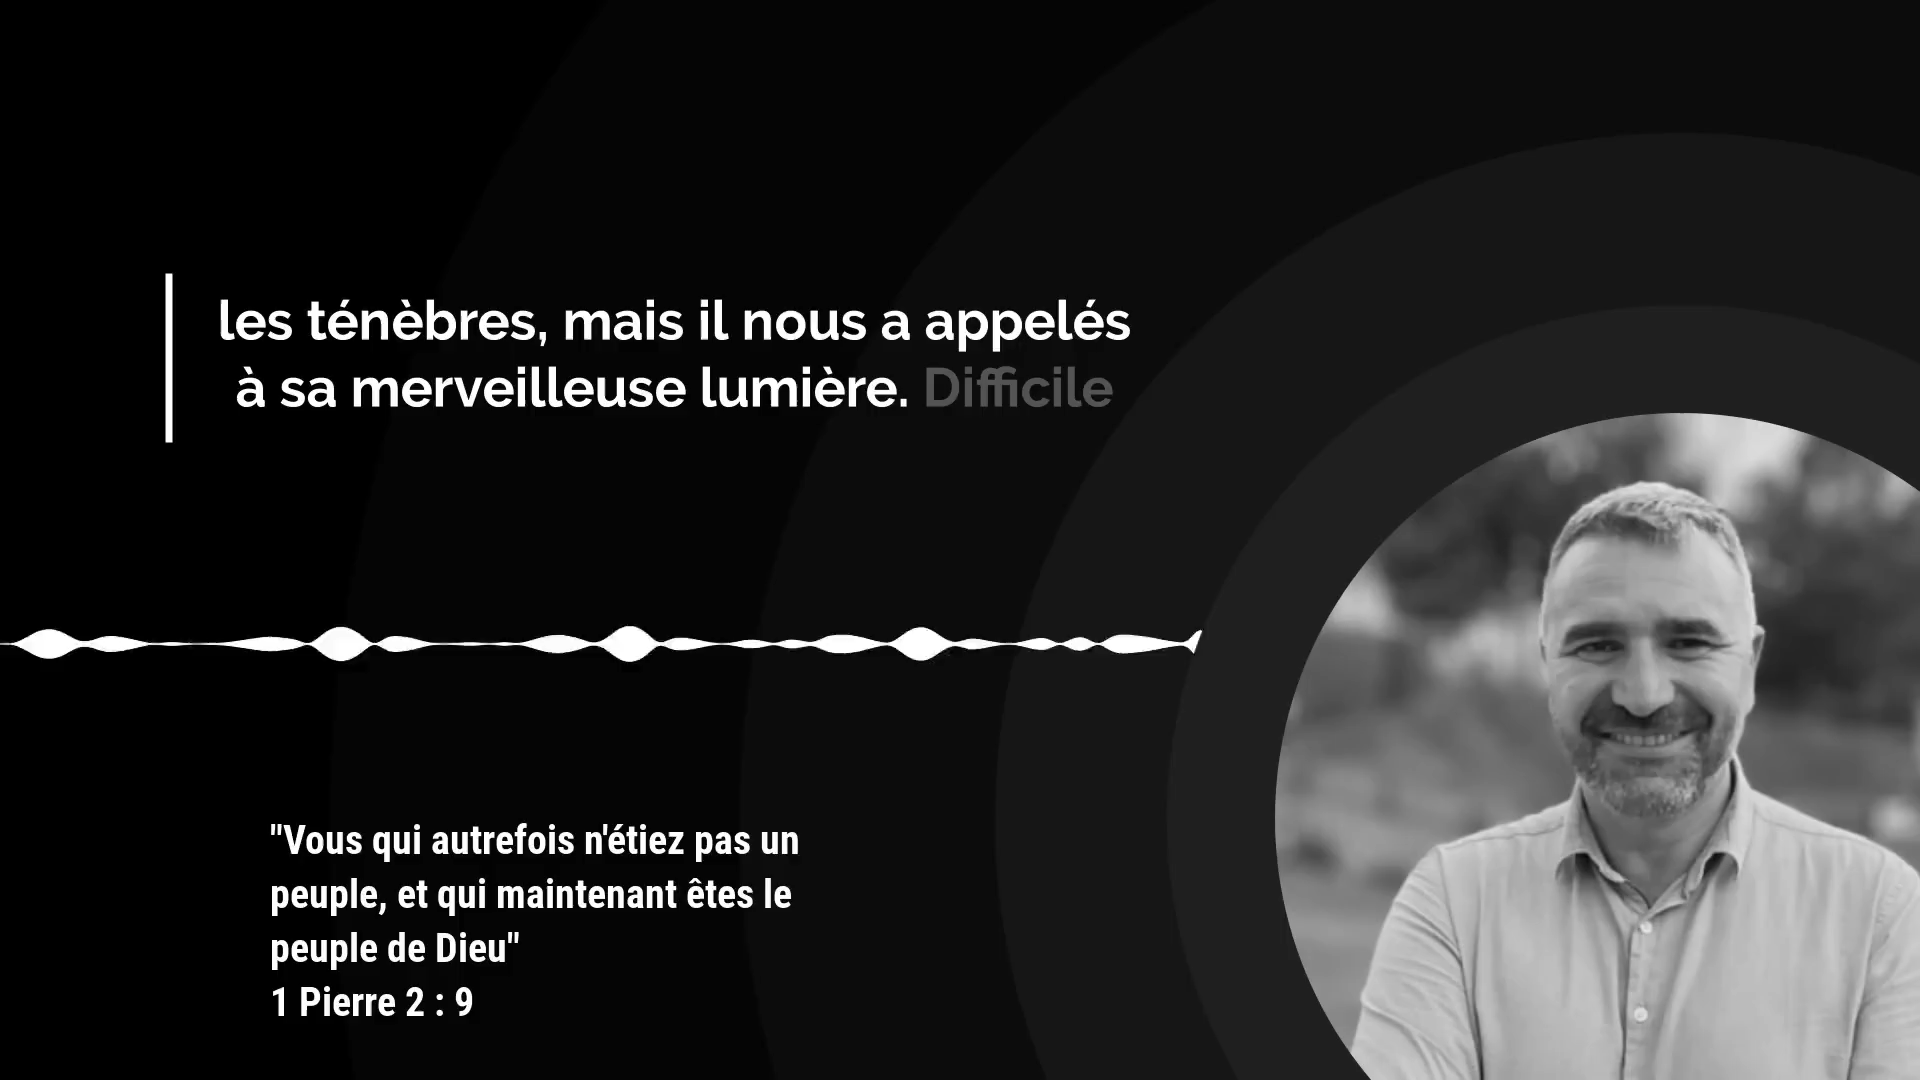 les ténèbres, mais il nous a appelés
à sa merveilleuse lumière. Difficile
"Vous qui autrefois n'étiez pas un
peuple, et qui maintenant êtes le
peuple de Dieu"
1 Pierre 2 : 9